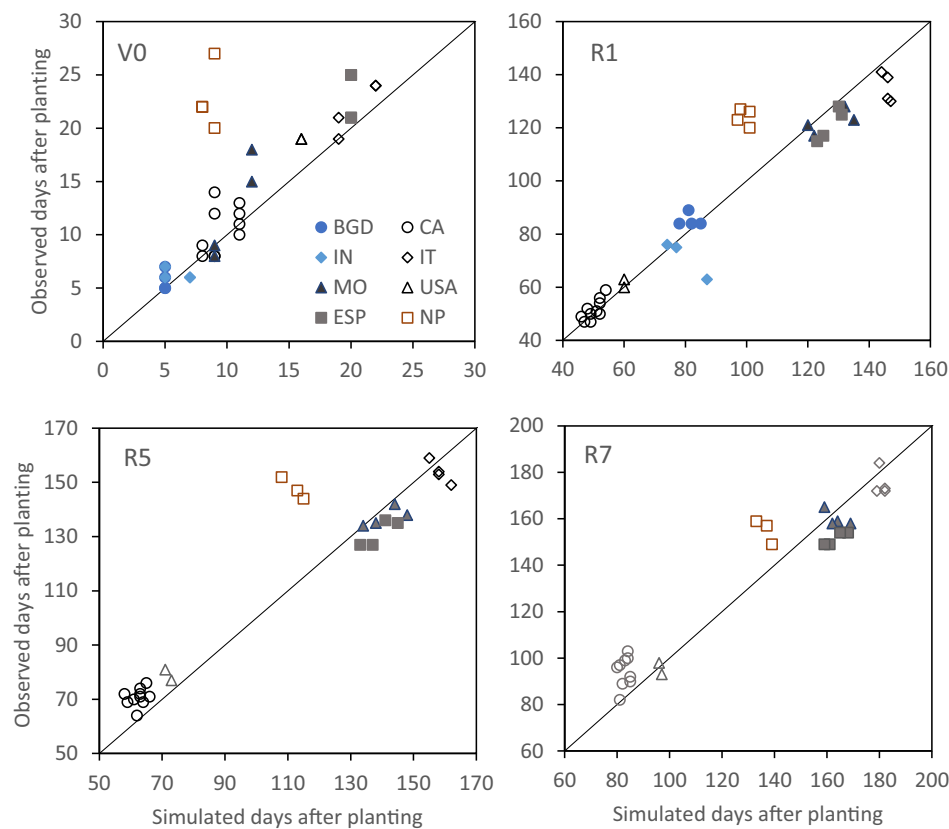 V0
30
25
20
15
10
5
0
0 5 10 15 20 25 30
Observed days after planting
BGD CA
IN IT
MO USA
ESP NP
R1
160
140
120
100
80
60
40
40 60 80 100 120 140 160
R5
170
150
130
110
90
70
50
50 70 90 110 130 150 170
Observed days after planting
Simulated days after planting
R7
200
180
160
140
120
100
80
60
60 80 100 120 140 160 180 200
Simulated days after planting